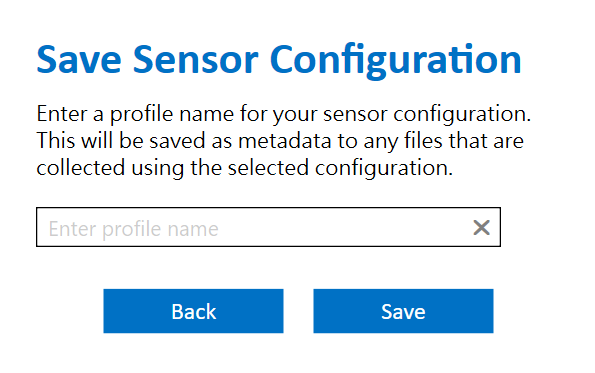 Save Sensor Configuration
Enter a profile name for your sensor configuration.
This will be saved as metadata to any files that are
collected using the selected configuration.
Enter profile name
Back
Save